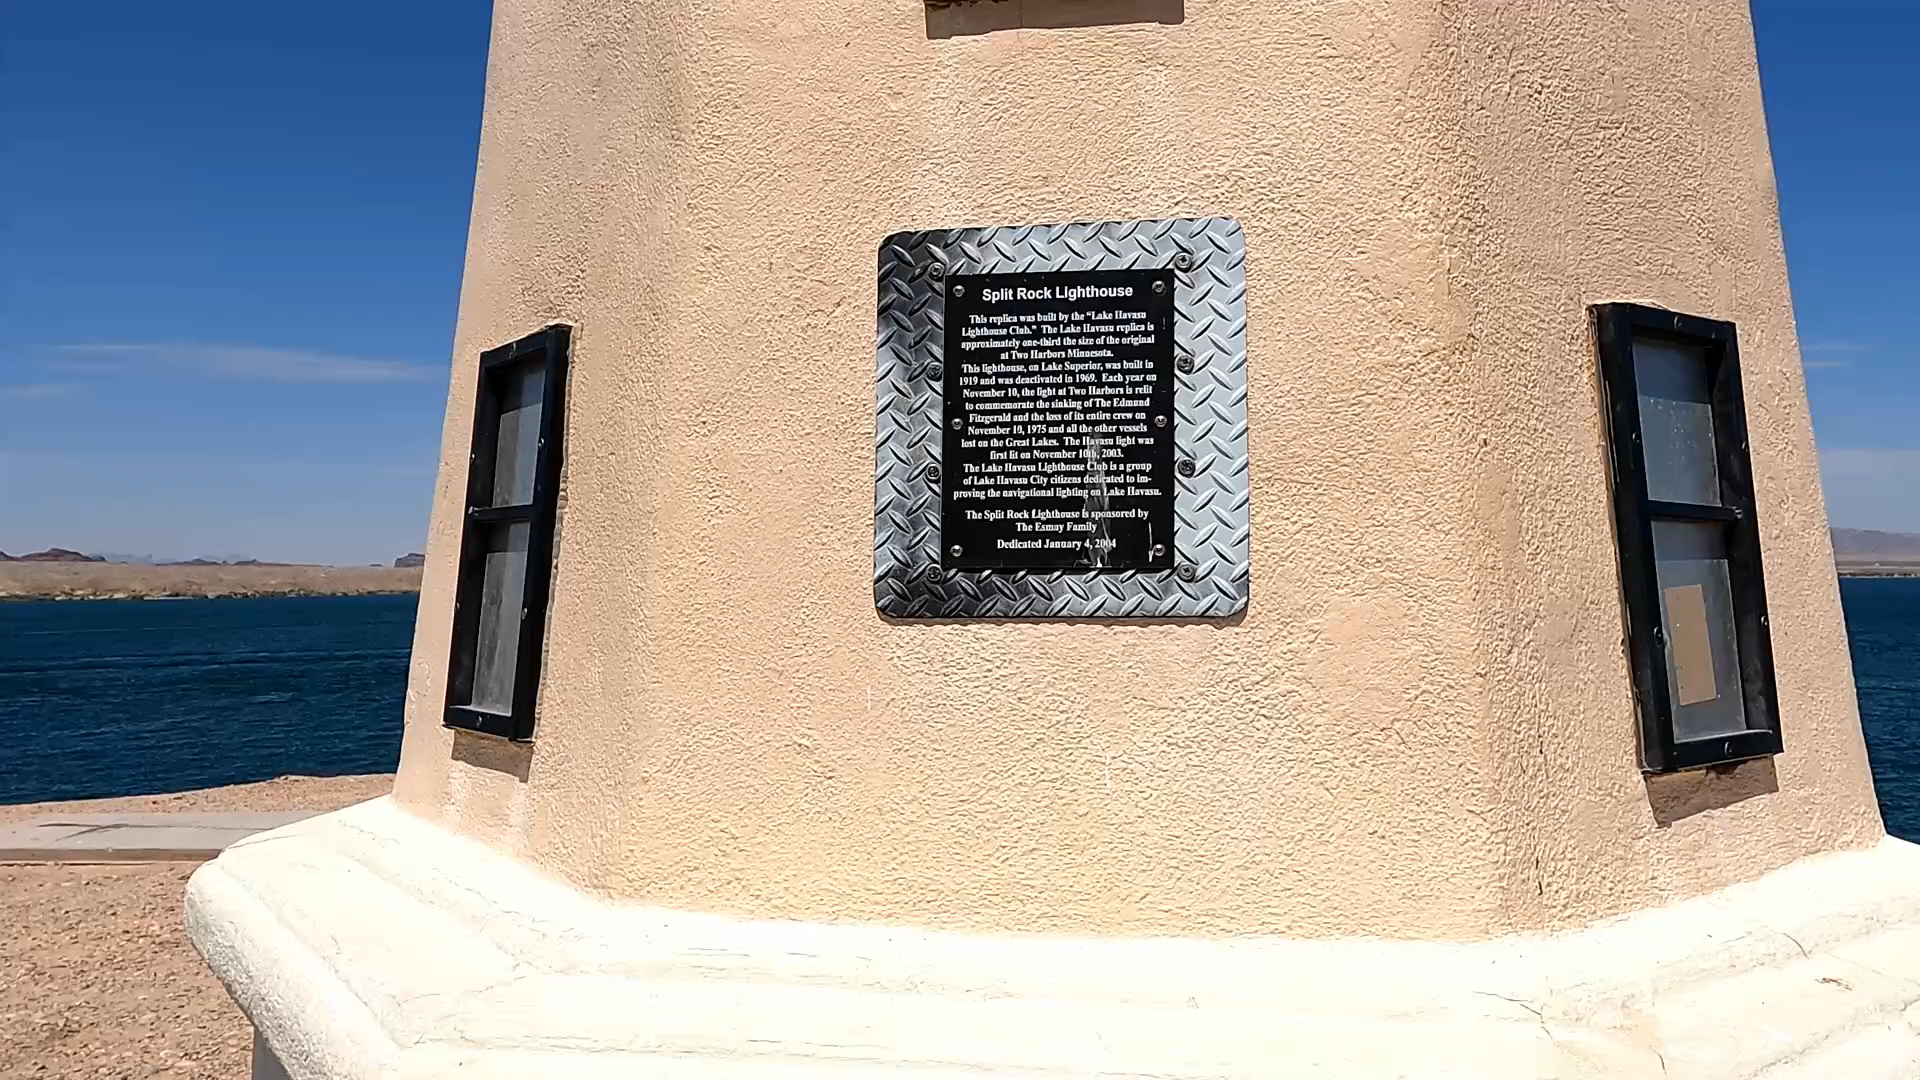 Split Rock Lighthouse
This replica was built by the "Lake Havasu
Lighthouse Club." The Lake Havasu replica is
approximately one-third the size of the original
at Two Harbors Minnesota.
This lighthouse, on Lake Superior, was built in
1919 and was deactivated in 1969. Each year on
November 10, the light at Two Harbors is relit
to commemorate the sinking of The Edmund
Fitzgerald and the loss of its entire crew on
November 10, 1975 and all the other vessels
lost on the Great Lakes. The Havasu light was
first lit on November 10th, 2003.
The Lake Havasu Lighthouse Club is a group
of Lake Havasu City citizens dedicated to im-
proving the navigational lighting on Lake Havasu.
The Split Rock Lighthouse is sponsored by
The Esmay Family
Dedicated January 4, 2004